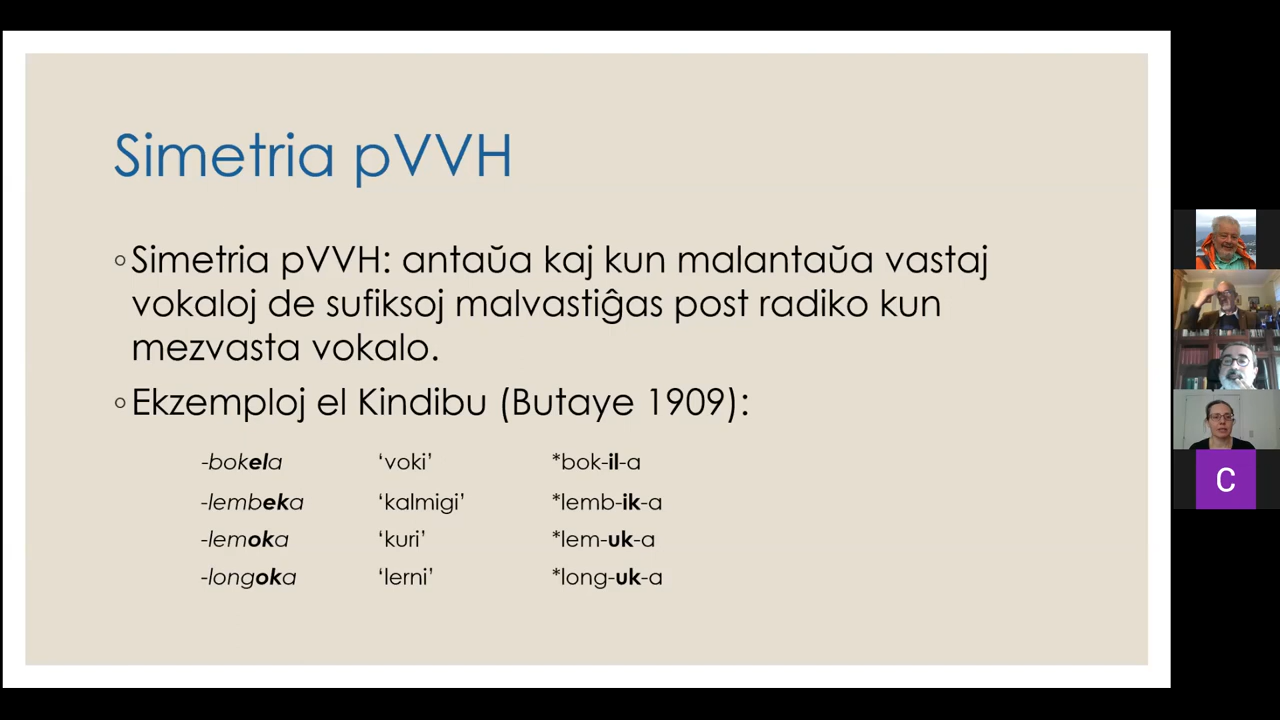 Simetria pVVH
◦Simetria pVVH: antaŭa kaj kun malantaŭa vastaj
vokaloj de sufiksoj malvastiĝas post radiko kun
mezvasta vokalo.
◦Ekzemploj el Kindibu (Butaye 1909):
-bokela ‘voki’ *bok-il-a
-lembeka ‘kalmigi’ *lemb-ik-a
-lemoka ‘kuri’ *lem-uk-a
-longoka ‘lerni’ *long-uk-a
C